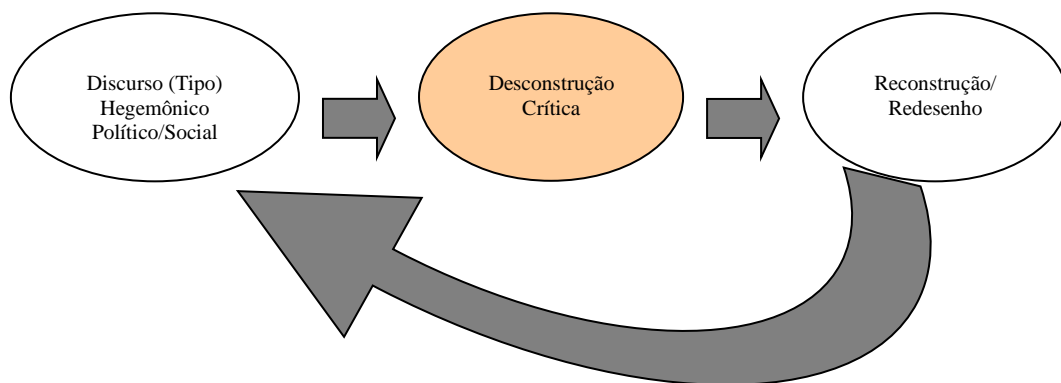 Discurso (Tipo)
Hegemônico
Político/Social
Desconstrução
Crítica
Reconstrução/
Redesenho